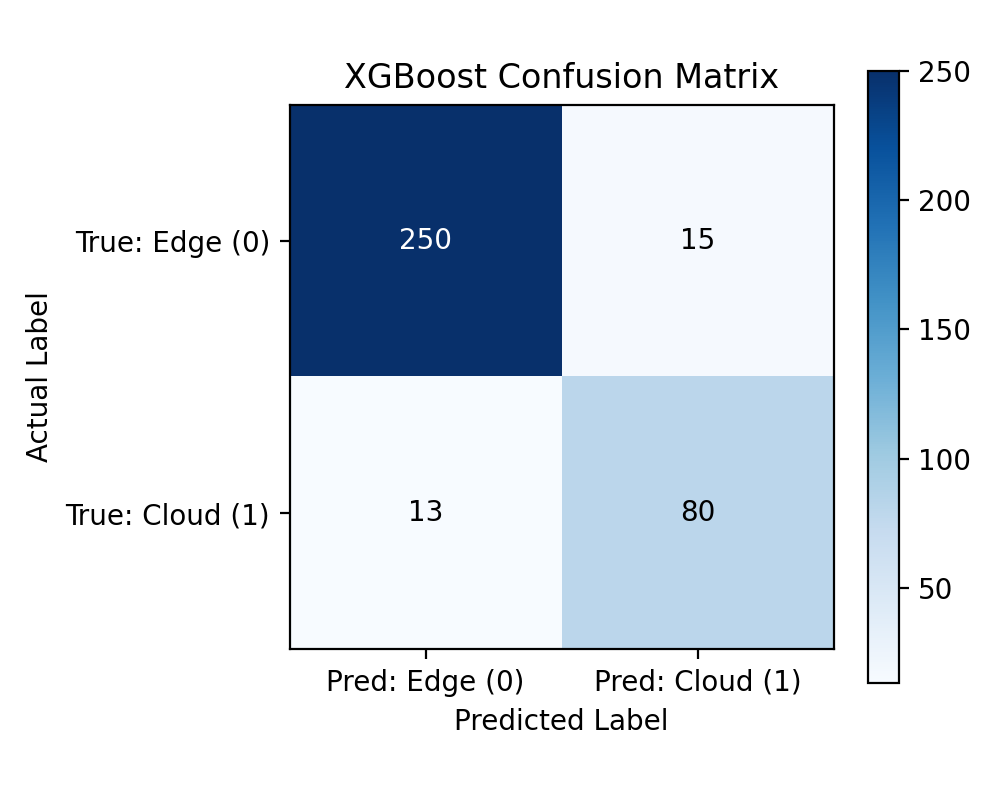 XGBoost Confusion Matrix
Actual Label
True: Edge (0)
True: Cloud (1)
250
15
13
80
Pred: Edge (0)
Pred: Cloud (1)
Predicted Label
250
200
150
100
50